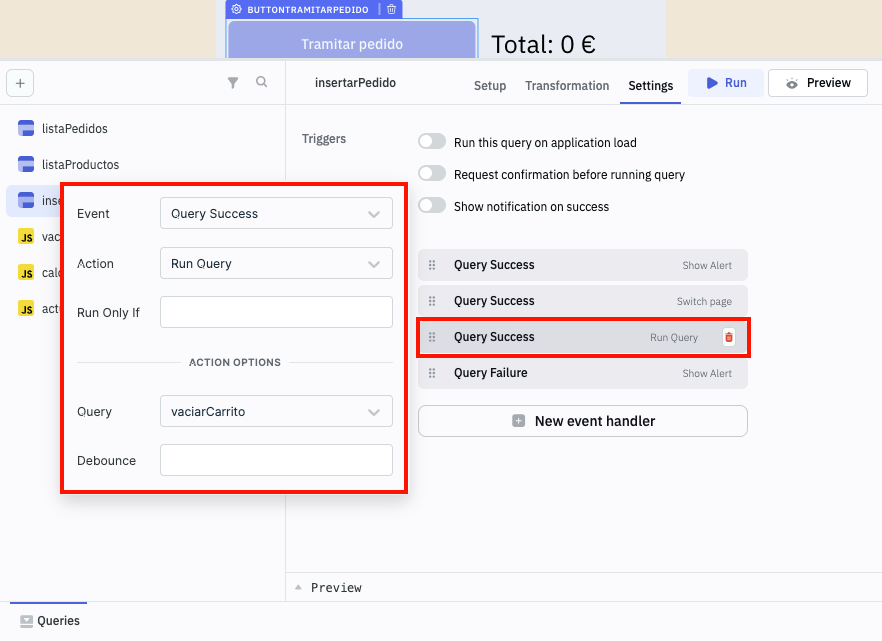 BUTTONTRAMITARPEDIDO
Tramitar pedido
Total: 0 €
insertarPedido
Setup
Transformation
Settings
Run
Preview
listaPedidos
listaProductos
inse
JS vac
JS calc
JS act
Triggers
Run this query on application load
Request confirmation before running query
Show notification on success
Event
Query Success
Action
Run Query
Run Only If
ACTION OPTIONS
Query
vaciarCarrito
Debounce
Query Success Show Alert
Query Success Switch page
Query Success Run Query
Query Failure Show Alert
New event handler
Preview
Queries